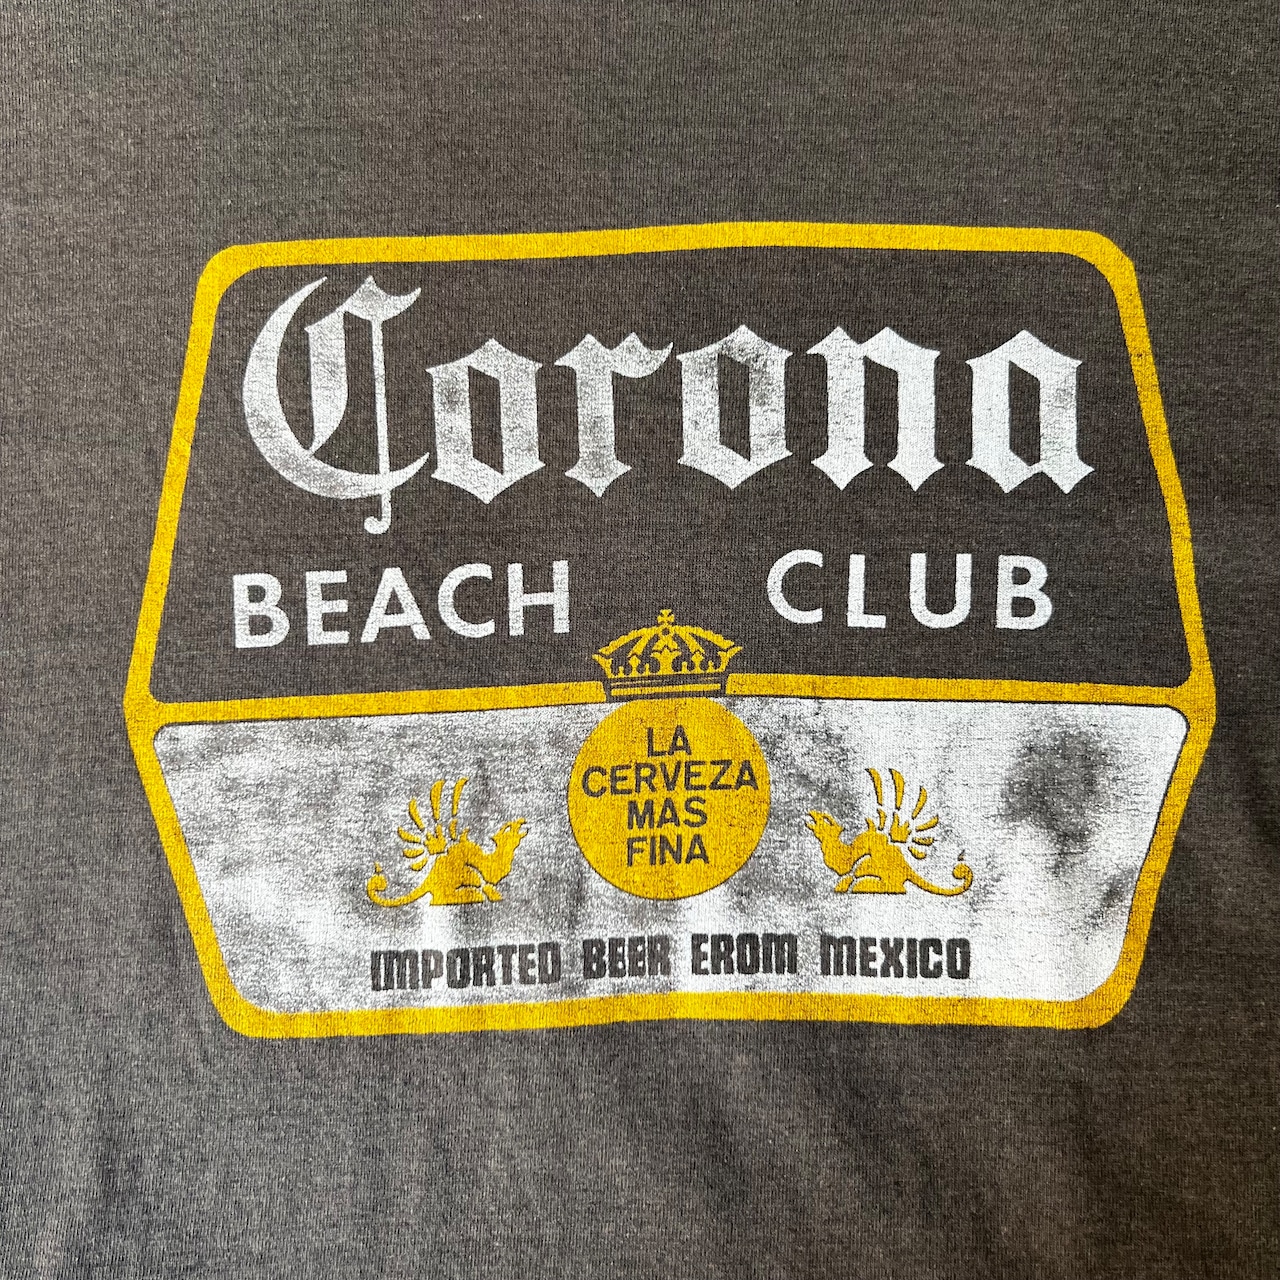 Corona
BEACH CLUB
LA
CERVEZA
MAS
FINA
IMPORTED BEER EROM MEXICO